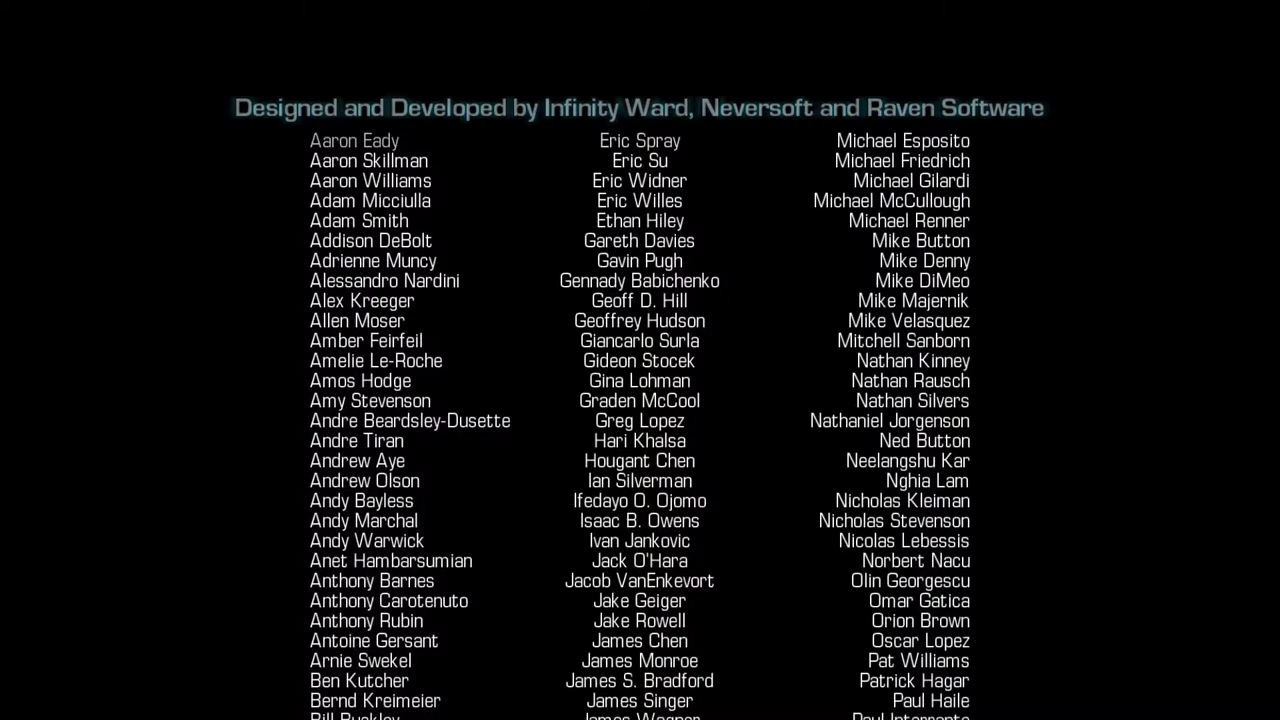 Designed and Developed by Infinity Ward, Neversoft and Raven Software
Aaron Eady Eric Spray Michael Esposito
Aaron Skillman Eric Su Michael Friedrich
Aaron Williams Eric Widner Michael Gilardi
Adam Micciulla Eric Willes Michael McCullough
Adam Smith Ethan Hiley Michael Renner
Addison DeBolt Gareth Davies Mike Button
Adrienne Muncy Gavin Pugh Mike Denny
Alessandro Nardini Gennady Babichenko Mike DiMeo
Alex Kreeger Geoff D. Hill Mike Majernik
Allen Moser Geoffrey Hudson Mike Velasquez
Amber Feirfeil Giancarlo Surla Mitchell Sanborn
Amelie Le-Roche Gideon Stocek Nathan Kinney
Amos Hodge Gina Lohman Nathan Rausch
Amy Stevenson Graden McCool Nathan Silvers
Andre Beardsley-Dusette Greg Lopez Nathaniel Jorgenson
Andre Tiran Hari Khalsa Ned Button
Andrew Aye Hougant Chen Neelangshu Kar
Andrew Olson Ian Silverman Nghia Lam
Andy Bayless Ifedayo O. Ojomo Nicholas Kleiman
Andy Marchal Isaac B. Owens Nicholas Stevenson
Andy Warwick Ivan Jankovic Nicolas Lebessis
Anet Hambarsumian Jack O'Hara Norbert Nacu
Anthony Barnes Jacob VanEnkevort Olin Georgescu
Anthony Carotenuto Jake Geiger Omar Gatica
Anthony Rubin Jake Rowell Orion Brown
Antoine Gersant James Chen Oscar Lopez
Arnie Swekel James Monroe Pat Williams
Ben Kutcher James S. Bradford Patrick Hagar
Bernd Kreimeier James Singer Paul Haile
Bill Buckley James Wagner Paul Interrante